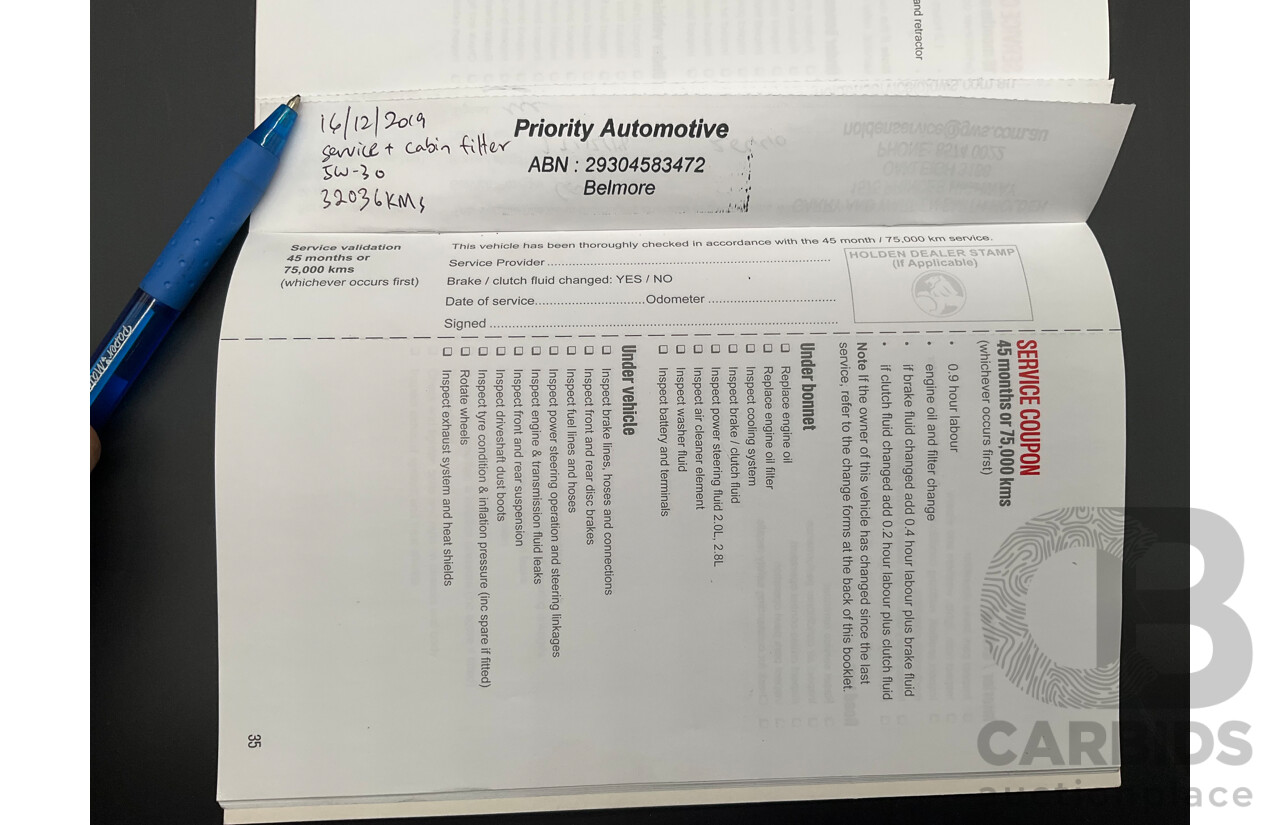 and retractor
16/12/2019
service + cabin filter
5W-30
32036KMs
Priority Automotive
ABN : 29304583472
Belmore
holdenservice@gws.com.au
PHONE: 8574 0022
Service validation
45 months or
75,000 kms
(whichever occurs first)
This vehicle has been thoroughly checked in accordance with the 45 month / 75,000 km service.
Service Provider
Brake / clutch fluid changed: YES / NO
Date of service Odometer
Signed
HOLDEN DEALER STAMP
(If Applicable)
SERVICE COUPON
45 months or 75,000 kms
(whichever occurs first)
• 0.9 hour labour
• engine oil and filter change
• if brake fluid changed add 0.4 hour labour plus brake fluid
• if clutch fluid changed add 0.2 hour labour plus clutch fluid
Note If the owner of this vehicle has changed since the last
service, refer to the change forms at the back of this booklet.
Under bonnet
❑ Replace engine oil
❑ Replace engine oil filter
❑ Inspect cooling system
❑ Inspect brake / clutch fluid
❑ Inspect power steering fluid 2.0L, 2.8L
❑ Inspect air cleaner element
❑ Inspect washer fluid
❑ Inspect battery and terminals
Under vehicle
❑ Inspect brake lines, hoses and connections
❑ Inspect front and rear disc brakes
❑ Inspect fuel lines and hoses
❑ Inspect power steering operation and steering linkages
❑ Inspect engine & transmission fluid leaks
❑ Inspect front and rear suspension
❑ Inspect driveshaft dust boots
❑ Inspect tyre condition & inflation pressure (inc spare if fitted)
❑ Rotate wheels
❑ Inspect exhaust system and heat shields
35
CARBIDS
auctionplace